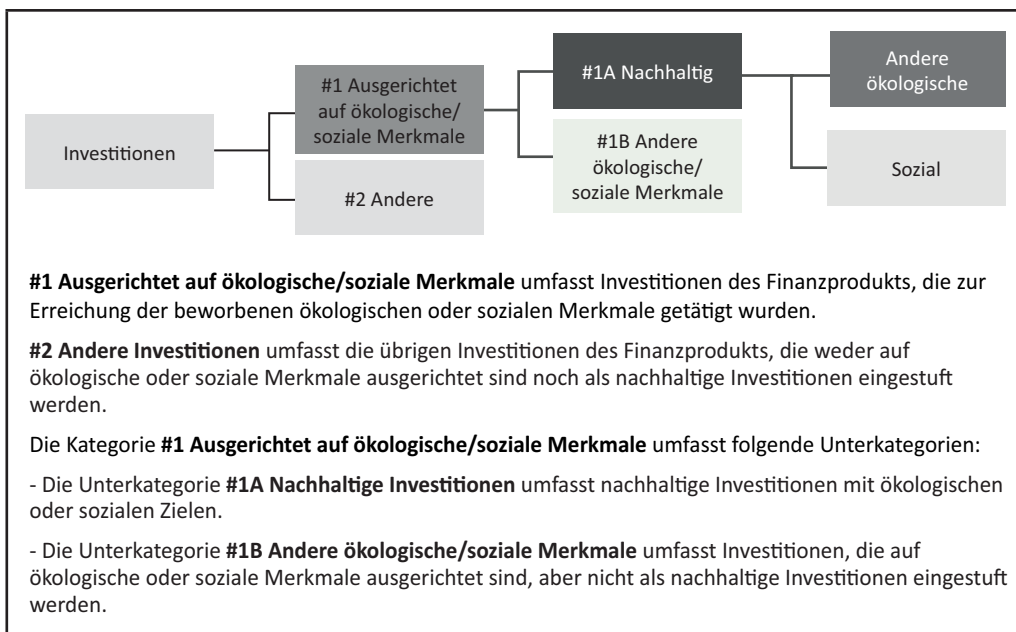 Investitionen
#1 Ausgerichtet
auf ökologische/
soziale Merkmale
#2 Andere
#1A Nachhaltig
#1B Andere
ökologische/
soziale Merkmale
Andere
ökologische
Sozial
#1 Ausgerichtet auf ökologische/soziale Merkmale umfasst Investitionen des Finanzprodukts, die zur
Erreichung der beworbenen ökologischen oder sozialen Merkmale getätigt wurden.
#2 Andere Investitionen umfasst die übrigen Investitionen des Finanzprodukts, die weder auf
ökologische oder soziale Merkmale ausgerichtet sind noch als nachhaltige Investitionen eingestuft
werden.
Die Kategorie #1 Ausgerichtet auf ökologische/soziale Merkmale umfasst folgende Unterkategorien:
- Die Unterkategorie #1A Nachhaltige Investitionen umfasst nachhaltige Investitionen mit ökologischen
oder sozialen Zielen.
- Die Unterkategorie #1B Andere ökologische/soziale Merkmale umfasst Investitionen, die auf
ökologische oder soziale Merkmale ausgerichtet sind, aber nicht als nachhaltige Investitionen eingestuft
werden.